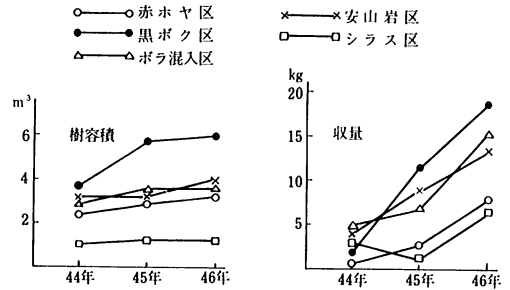 赤ホヤ区
黒ボク区
ボラ混入区
安山岩区
シラス区
m³
6
4
2
樹容積
44年 45年 46年
kg
20
15
10
5
収量
44年 45年 46年